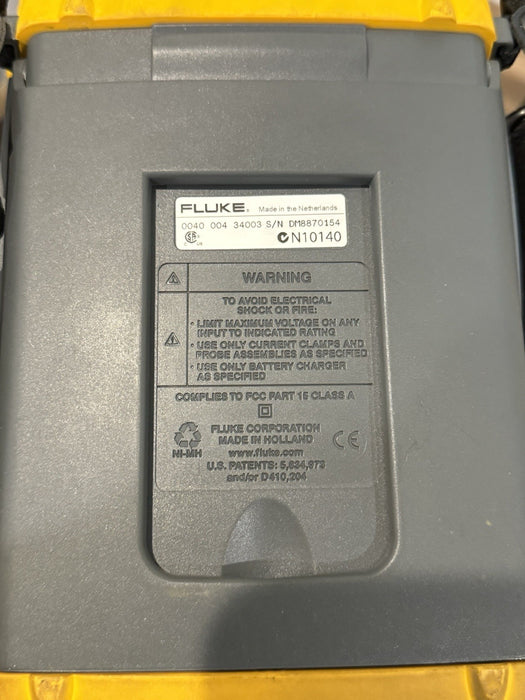 FLUKE® Made in the Netherlands
0040 004 34003 S/N DM8870154
N10140
WARNING
TO AVOID ELECTRICAL
SHOCK OR FIRE:
• LIMIT MAXIMUM VOLTAGE ON ANY
INPUT TO INDICATED RATING
• USE ONLY CURRENT CLAMPS AND
PROBE ASSEMBLIES AS SPECIFIED
• USE ONLY BATTERY CHARGER
AS SPECIFIED
COMPLIES TO FCC PART 15 CLASS A
FLUKE CORPORATION
MADE IN HOLLAND
CE
NI-MH
www.fluke.com
U.S. PATENTS: 5,634,973
and/or D410,204